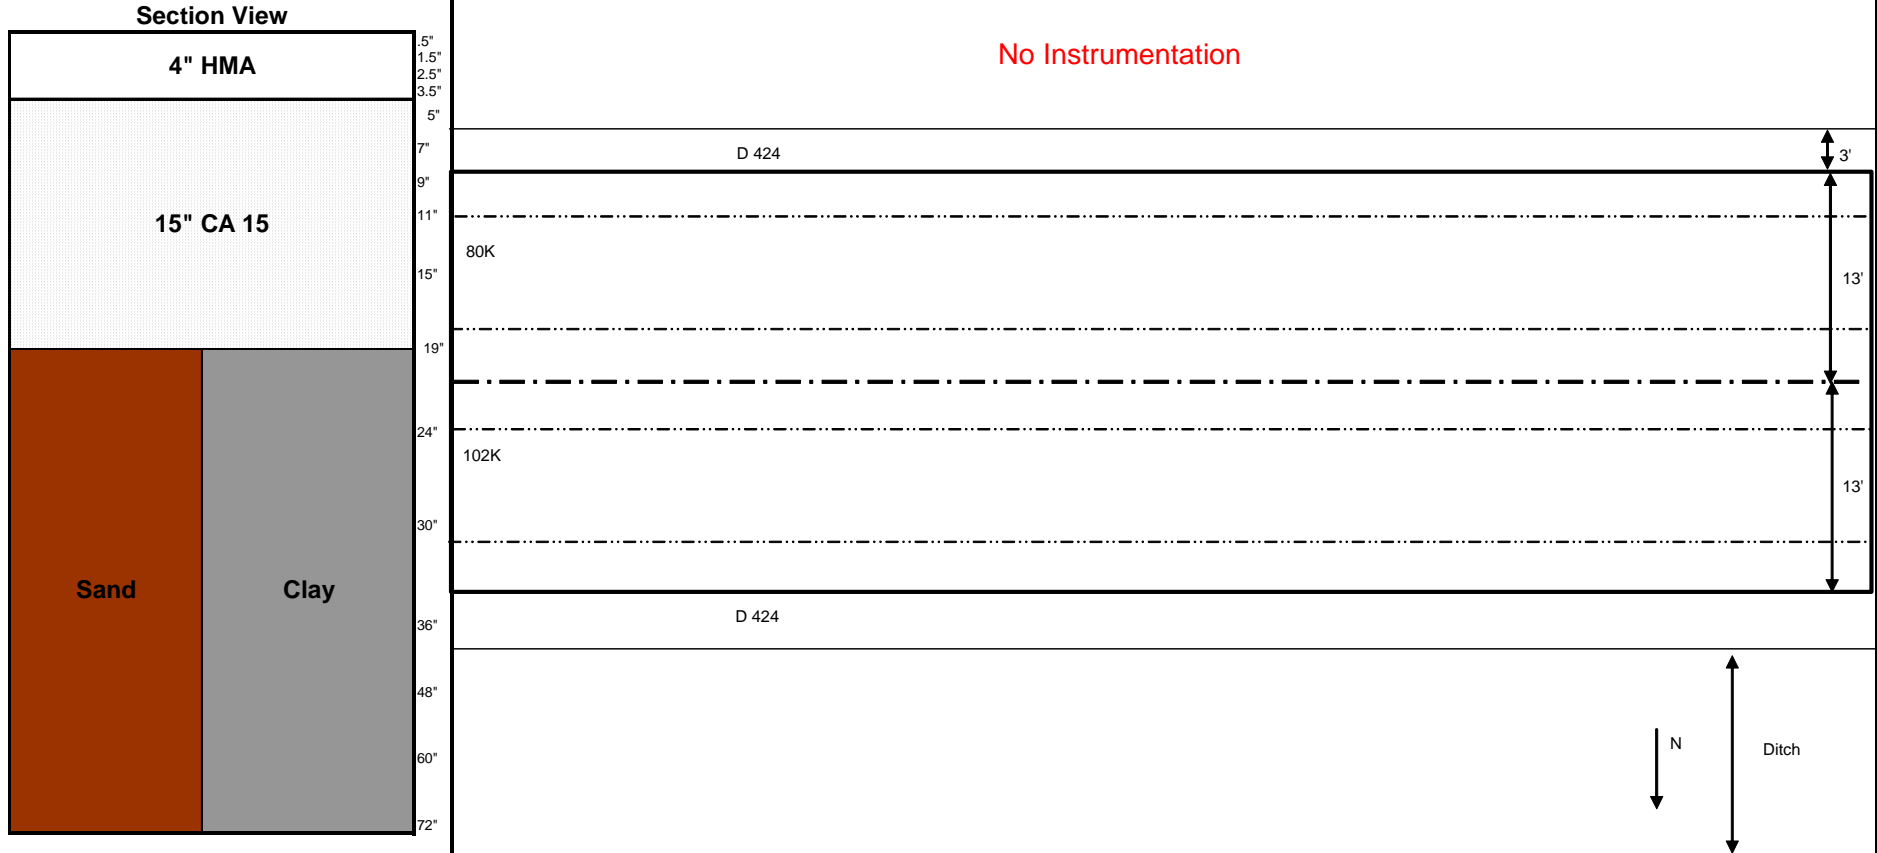 Section View
4" HMA
15" CA 15
Sand
Clay
.5"
1.5"
2.5"
3.5"
5"
7"
9"
11"
15"
19"
24"
30"
36"
48"
60"
72"
No Instrumentation
D 424
3'
80K
13'
102K
13'
D 424
N
Ditch